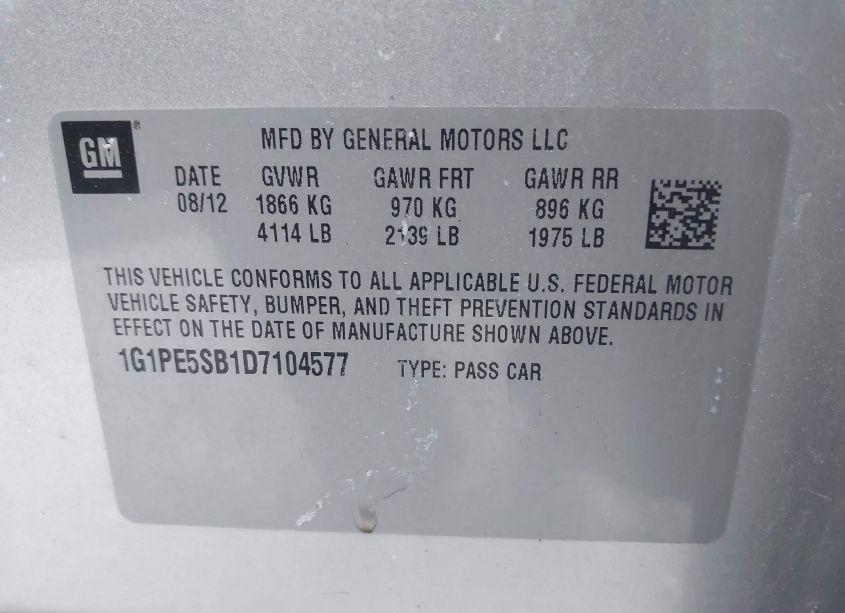 GM
MFD BY GENERAL MOTORS LLC
DATE GVWR GAWR FRT GAWR RR
08/12 1866 KG 970 KG 896 KG
4114 LB 2139 LB 1975 LB
THIS VEHICLE CONFORMS TO ALL APPLICABLE U.S. FEDERAL MOTOR
VEHICLE SAFETY, BUMPER, AND THEFT PREVENTION STANDARDS IN
EFFECT ON THE DATE OF MANUFACTURE SHOWN ABOVE.
1G1PE5SB1D7104577 TYPE: PASS CAR